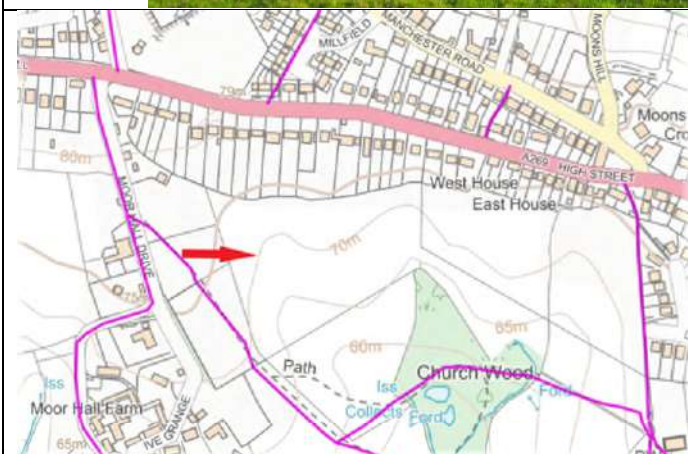 MILLFIELD
MANCHESTER ROAD
MOONS HILL
79m
Moons
80m
A269
HIGH STREET
West House
East House
MOOR HALL DRIVE
70m
75m
65m
60m
Path
Church Wood
Iss
Iss
Collects
Ford
Ford
Moor Hall Farm
IVE GRANGE
65m